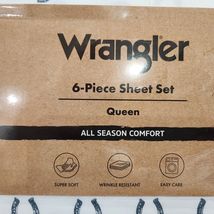 Wrangler
6-Piece Sheet Set
Queen
ALL SEASON COMFORT
SUPER SOFT WRINKLE RESISTANT EASY CARE